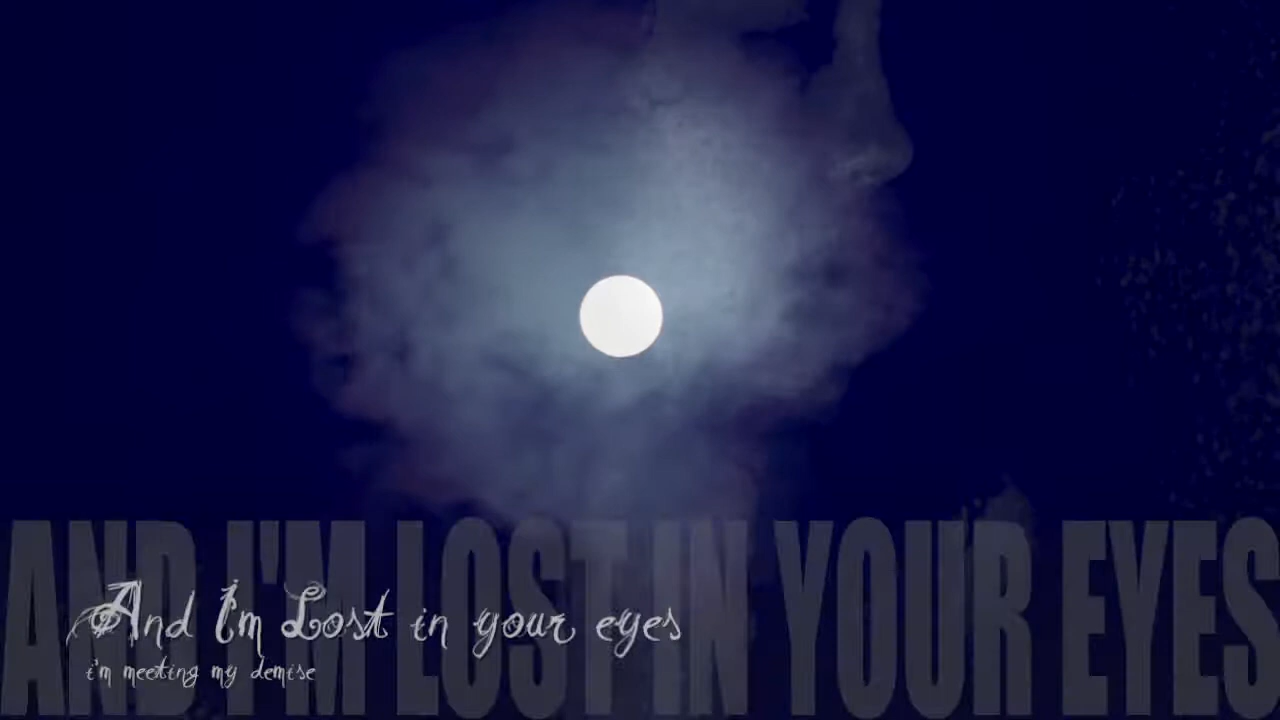 AND I'M LOST IN YOUR EYES
And I'm Lost in your eyes
i'm meeting my demise